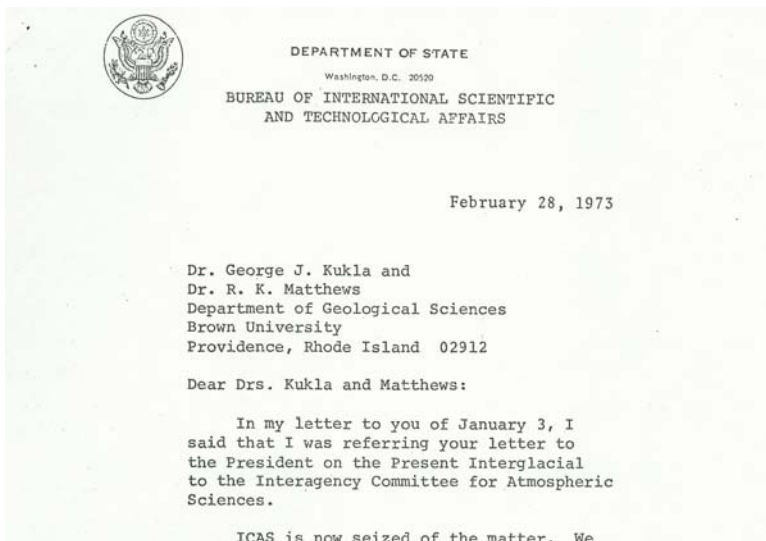 DEPARTMENT OF STATE
Washington, D.C. 20520
BUREAU OF INTERNATIONAL SCIENTIFIC
AND TECHNOLOGICAL AFFAIRS
February 28, 1973
Dr. George J. Kukla and
Dr. R. K. Matthews
Department of Geological Sciences
Brown University
Providence, Rhode Island 02912
Dear Drs. Kukla and Matthews:
In my letter to you of January 3, I
said that I was referring your letter to
the President on the Present Interglacial
to the Interagency Committee for Atmospheric
Sciences.
ICAS is now seized of the matter. We